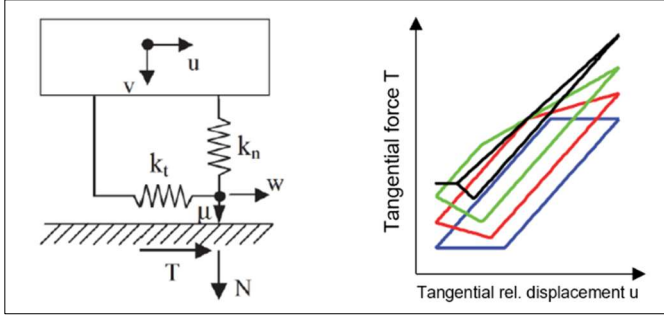 u
v
k_n
k_t
w
μ
T
N
Tangential force T
Tangential rel. displacement u